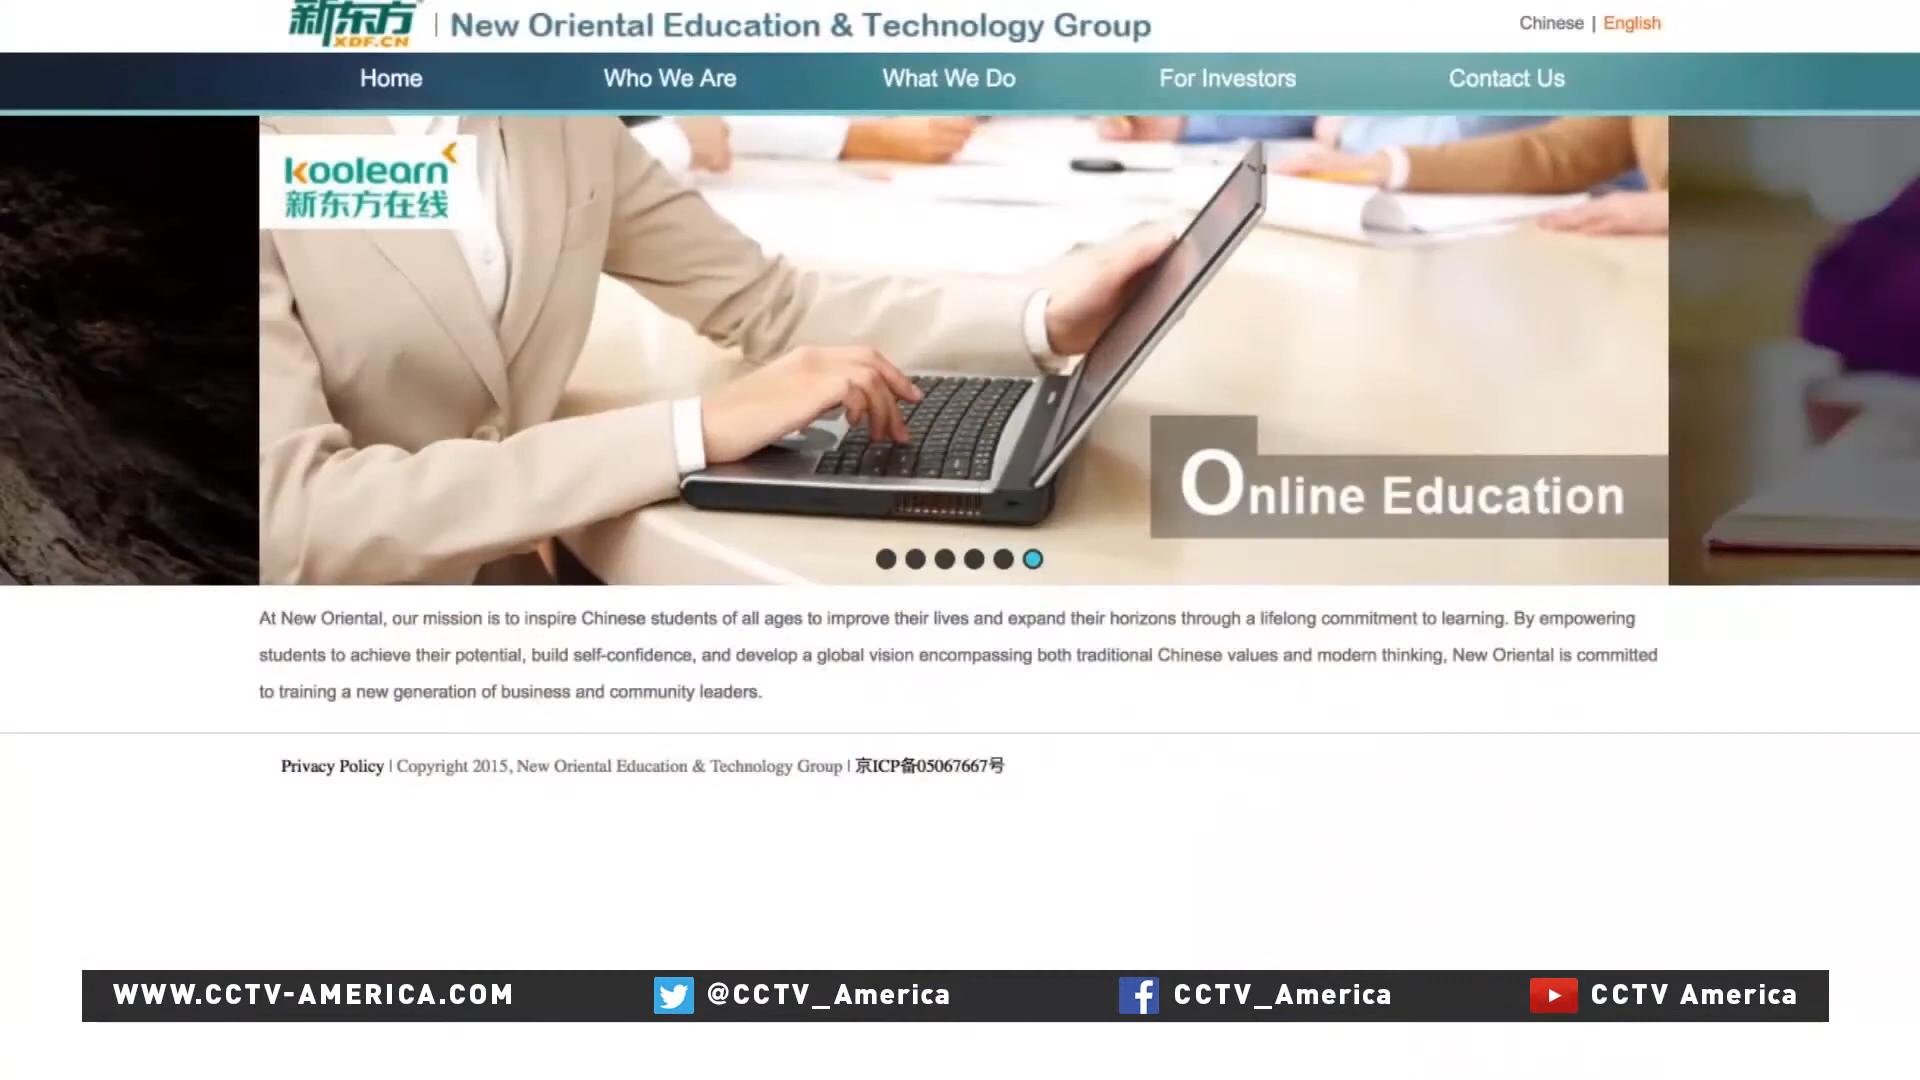 新东方
XDF.CN
New Oriental Education & Technology Group
Chinese | English
Home
Who We Are
What We Do
For Investors
Contact Us
koolearn
新东方在线
Online Education
At New Oriental, our mission is to inspire Chinese students of all ages to improve their lives and expand their horizons through a lifelong commitment to learning. By empowering
students to achieve their potential, build self-confidence, and develop a global vision encompassing both traditional Chinese values and modern thinking, New Oriental is committed
to training a new generation of business and community leaders.
Privacy Policy | Copyright 2015, New Oriental Education & Technology Group | 京ICP备05067667号
WWW.CCTV-AMERICA.COM
@CCTV_America
CCTV_America
CCTV America